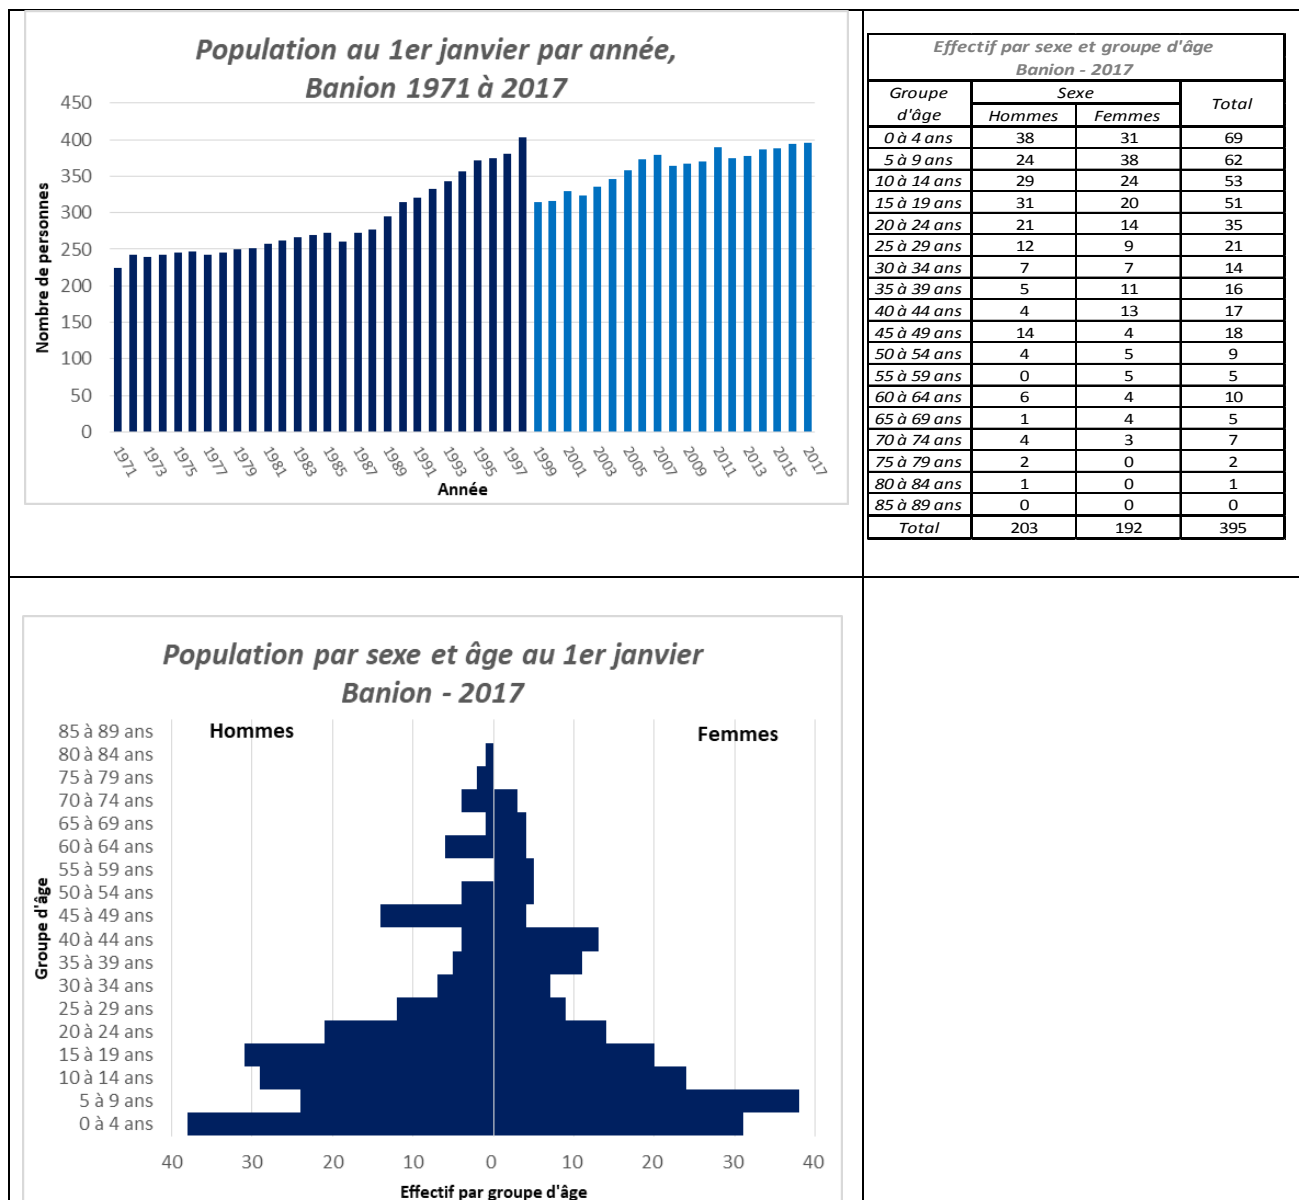 Population au 1er janvier par année,
Banion 1971 à 2017
450
400
350
300
250
200
150
100
50
0
Nombre de personnes
1971
1973
1975
1977
1979
1981
1983
1985
1987
1989
1991
1993
1995
1997
1999
2001
2003
2005
2007
2009
2011
2013
2015
2017
Année
Effectif par sexe et groupe d'âge
Banion - 2017
Groupe d'âge Sexe Total
Hommes Femmes
0 à 4 ans 38 31 69
5 à 9 ans 24 38 62
10 à 14 ans 29 24 53
15 à 19 ans 31 20 51
20 à 24 ans 21 14 35
25 à 29 ans 12 9 21
30 à 34 ans 7 7 14
35 à 39 ans 5 11 16
40 à 44 ans 4 13 17
45 à 49 ans 14 4 18
50 à 54 ans 4 5 9
55 à 59 ans 0 5 5
60 à 64 ans 6 4 10
65 à 69 ans 1 4 5
70 à 74 ans 4 3 7
75 à 79 ans 2 0 2
80 à 84 ans 1 0 1
85 à 89 ans 0 0 0
Total 203 192 395
Population par sexe et âge au 1er janvier
Banion - 2017
Hommes
Femmes
85 à 89 ans
80 à 84 ans
75 à 79 ans
70 à 74 ans
65 à 69 ans
60 à 64 ans
55 à 59 ans
50 à 54 ans
45 à 49 ans
40 à 44 ans
35 à 39 ans
30 à 34 ans
25 à 29 ans
20 à 24 ans
15 à 19 ans
10 à 14 ans
5 à 9 ans
0 à 4 ans
Groupe d'âge
40 30 20 10 0 10 20 30 40
Effectif par groupe d'âge